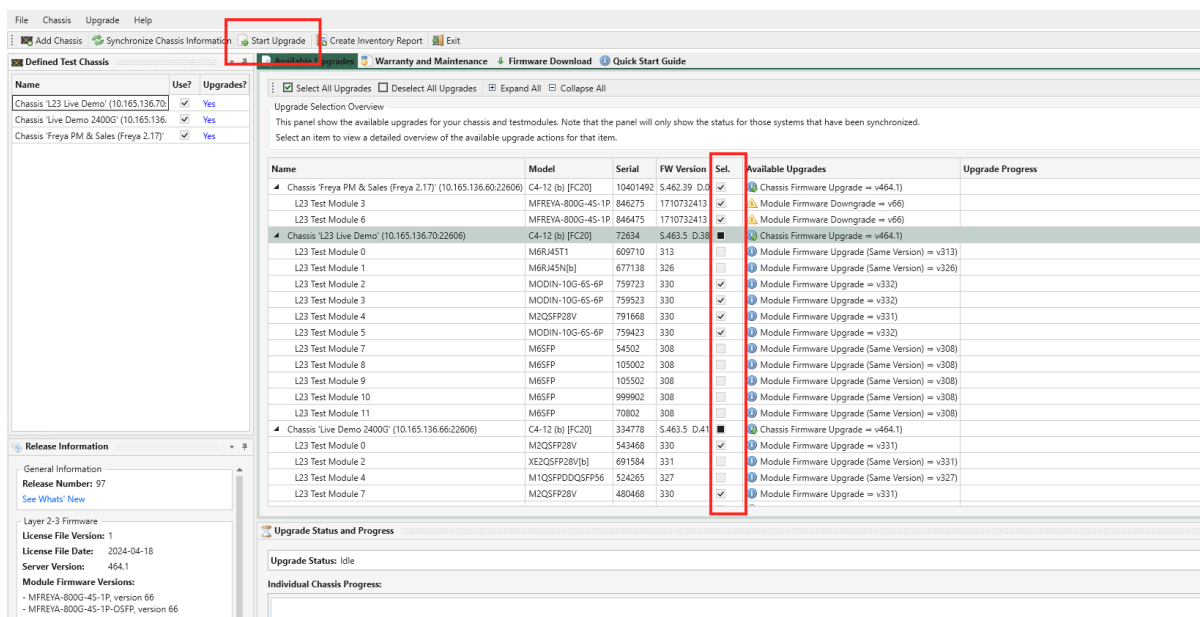 File Chassis Upgrade Help
Add Chassis Synchronize Chassis Information Start Upgrade Create Inventory Report Exit
Defined Test Chassis
Name Use? Upgrades?
Chassis 'L23 Live Demo' (10.165.136.70: Yes
Chassis 'Live Demo 2400G' (10.165.136. Yes
Chassis 'Freya PM & Sales (Freya 2.17)' Yes
Available Upgrades Warranty and Maintenance Firmware Download Quick Start Guide
Select All Upgrades Deselect All Upgrades Expand All Collapse All
Upgrade Selection Overview
This panel show the available upgrades for your chassis and testmodules. Note that the panel will only show the status for those systems that have been synchronized.
Select an item to view a detailed overview of the available upgrade actions for that item.
Name Model Serial FW Version Sel. Available Upgrades Upgrade Progress
Chassis 'Freya PM & Sales (Freya 2.17)' (10.165.136.60:22606) C4-12 (b) [FC20] 10401492 S.462.39 D.0 Chassis Firmware Upgrade ⇒ v464.1)
L23 Test Module 3 MFREYA-800G-4S-1P 846275 1710732413 Module Firmware Downgrade ⇒ v66)
L23 Test Module 6 MFREYA-800G-4S-1P 846475 1710732413 Module Firmware Downgrade ⇒ v66)
Chassis 'L23 Live Demo' (10.165.136.70:22606) C4-12 (b) [FC20] 72634 S.463.5 D.38 Chassis Firmware Upgrade ⇒ v464.1)
L23 Test Module 0 M6RJ45T1 609710 313 Module Firmware Upgrade (Same Version) ⇒ v313)
L23 Test Module 1 M6RJ45N[b] 677138 326 Module Firmware Upgrade (Same Version) ⇒ v326)
L23 Test Module 2 MODIN-10G-6S-6P 759723 330 Module Firmware Upgrade ⇒ v332)
L23 Test Module 3 MODIN-10G-6S-6P 759523 330 Module Firmware Upgrade ⇒ v332)
L23 Test Module 4 M2QSFP28V 791668 330 Module Firmware Upgrade ⇒ v331)
L23 Test Module 5 MODIN-10G-6S-6P 759423 330 Module Firmware Upgrade ⇒ v332)
L23 Test Module 7 M6SFP 54502 308 Module Firmware Upgrade (Same Version) ⇒ v308)
L23 Test Module 8 M6SFP 105002 308 Module Firmware Upgrade (Same Version) ⇒ v308)
L23 Test Module 9 M6SFP 105502 308 Module Firmware Upgrade (Same Version) ⇒ v308)
L23 Test Module 10 M6SFP 999902 308 Module Firmware Upgrade (Same Version) ⇒ v308)
L23 Test Module 11 M6SFP 70802 308 Module Firmware Upgrade (Same Version) ⇒ v308)
Chassis 'Live Demo 2400G' (10.165.136.66:22606) C4-12 (b) [FC20] 334778 S.463.5 D.41 Chassis Firmware Upgrade ⇒ v464.1)
L23 Test Module 0 M2QSFP28V 543468 330 Module Firmware Upgrade ⇒ v331)
L23 Test Module 2 XE2QSFP28V[b] 691584 331 Module Firmware Upgrade (Same Version) ⇒ v331)
L23 Test Module 4 M1QSFPDDQSFP56 524265 327 Module Firmware Upgrade (Same Version) ⇒ v327)
L23 Test Module 7 M2QSFP28V 480468 330 Module Firmware Upgrade ⇒ v331)
Release Information
General Information
Release Number: 97
See Whats' New
Layer 2-3 Firmware
License File Version: 1
License File Date: 2024-04-18
Server Version: 464.1
Module Firmware Versions:
- MFREYA-800G-4S-1P, version 66
- MFREYA-800G-4S-1P-OSFP, version 66
Upgrade Status and Progress
Upgrade Status: Idle
Individual Chassis Progress: